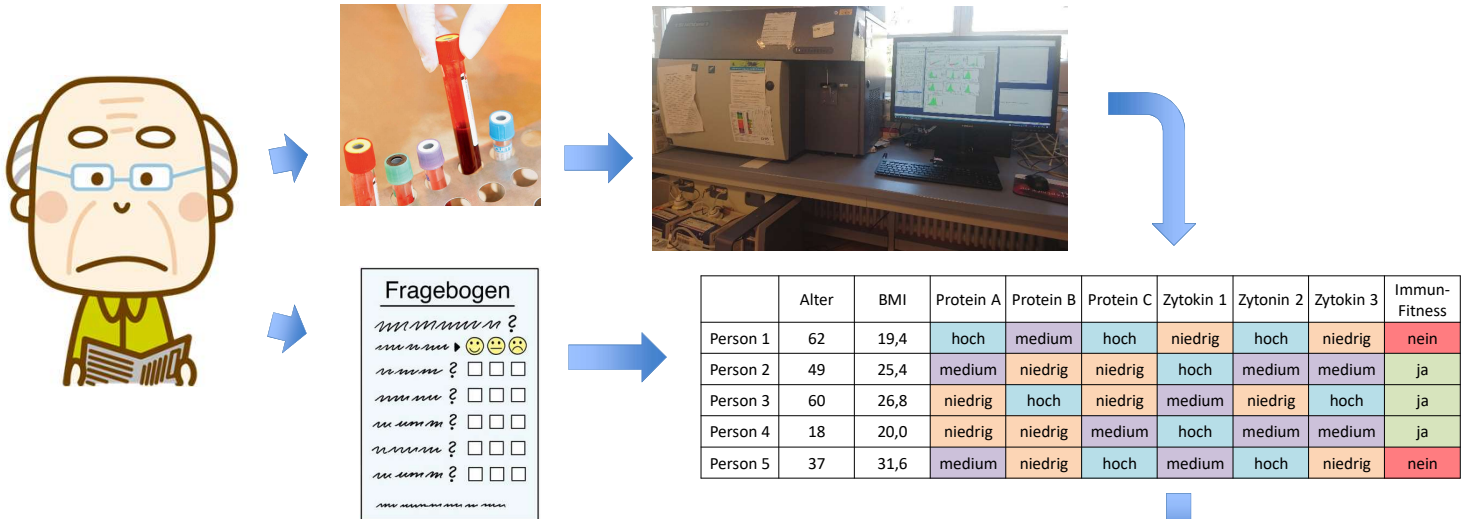 Fragebogen
Alter BMI Protein A Protein B Protein C Zytokin 1 Zytonin 2 Zytokin 3 Immun-
Fitness
Person 1 62 19,4 hoch medium hoch niedrig hoch niedrig nein
Person 2 49 25,4 medium niedrig niedrig hoch medium medium ja
Person 3 60 26,8 niedrig hoch niedrig medium niedrig hoch ja
Person 4 18 20,0 niedrig niedrig medium hoch medium medium ja
Person 5 37 31,6 medium niedrig hoch medium hoch niedrig nein